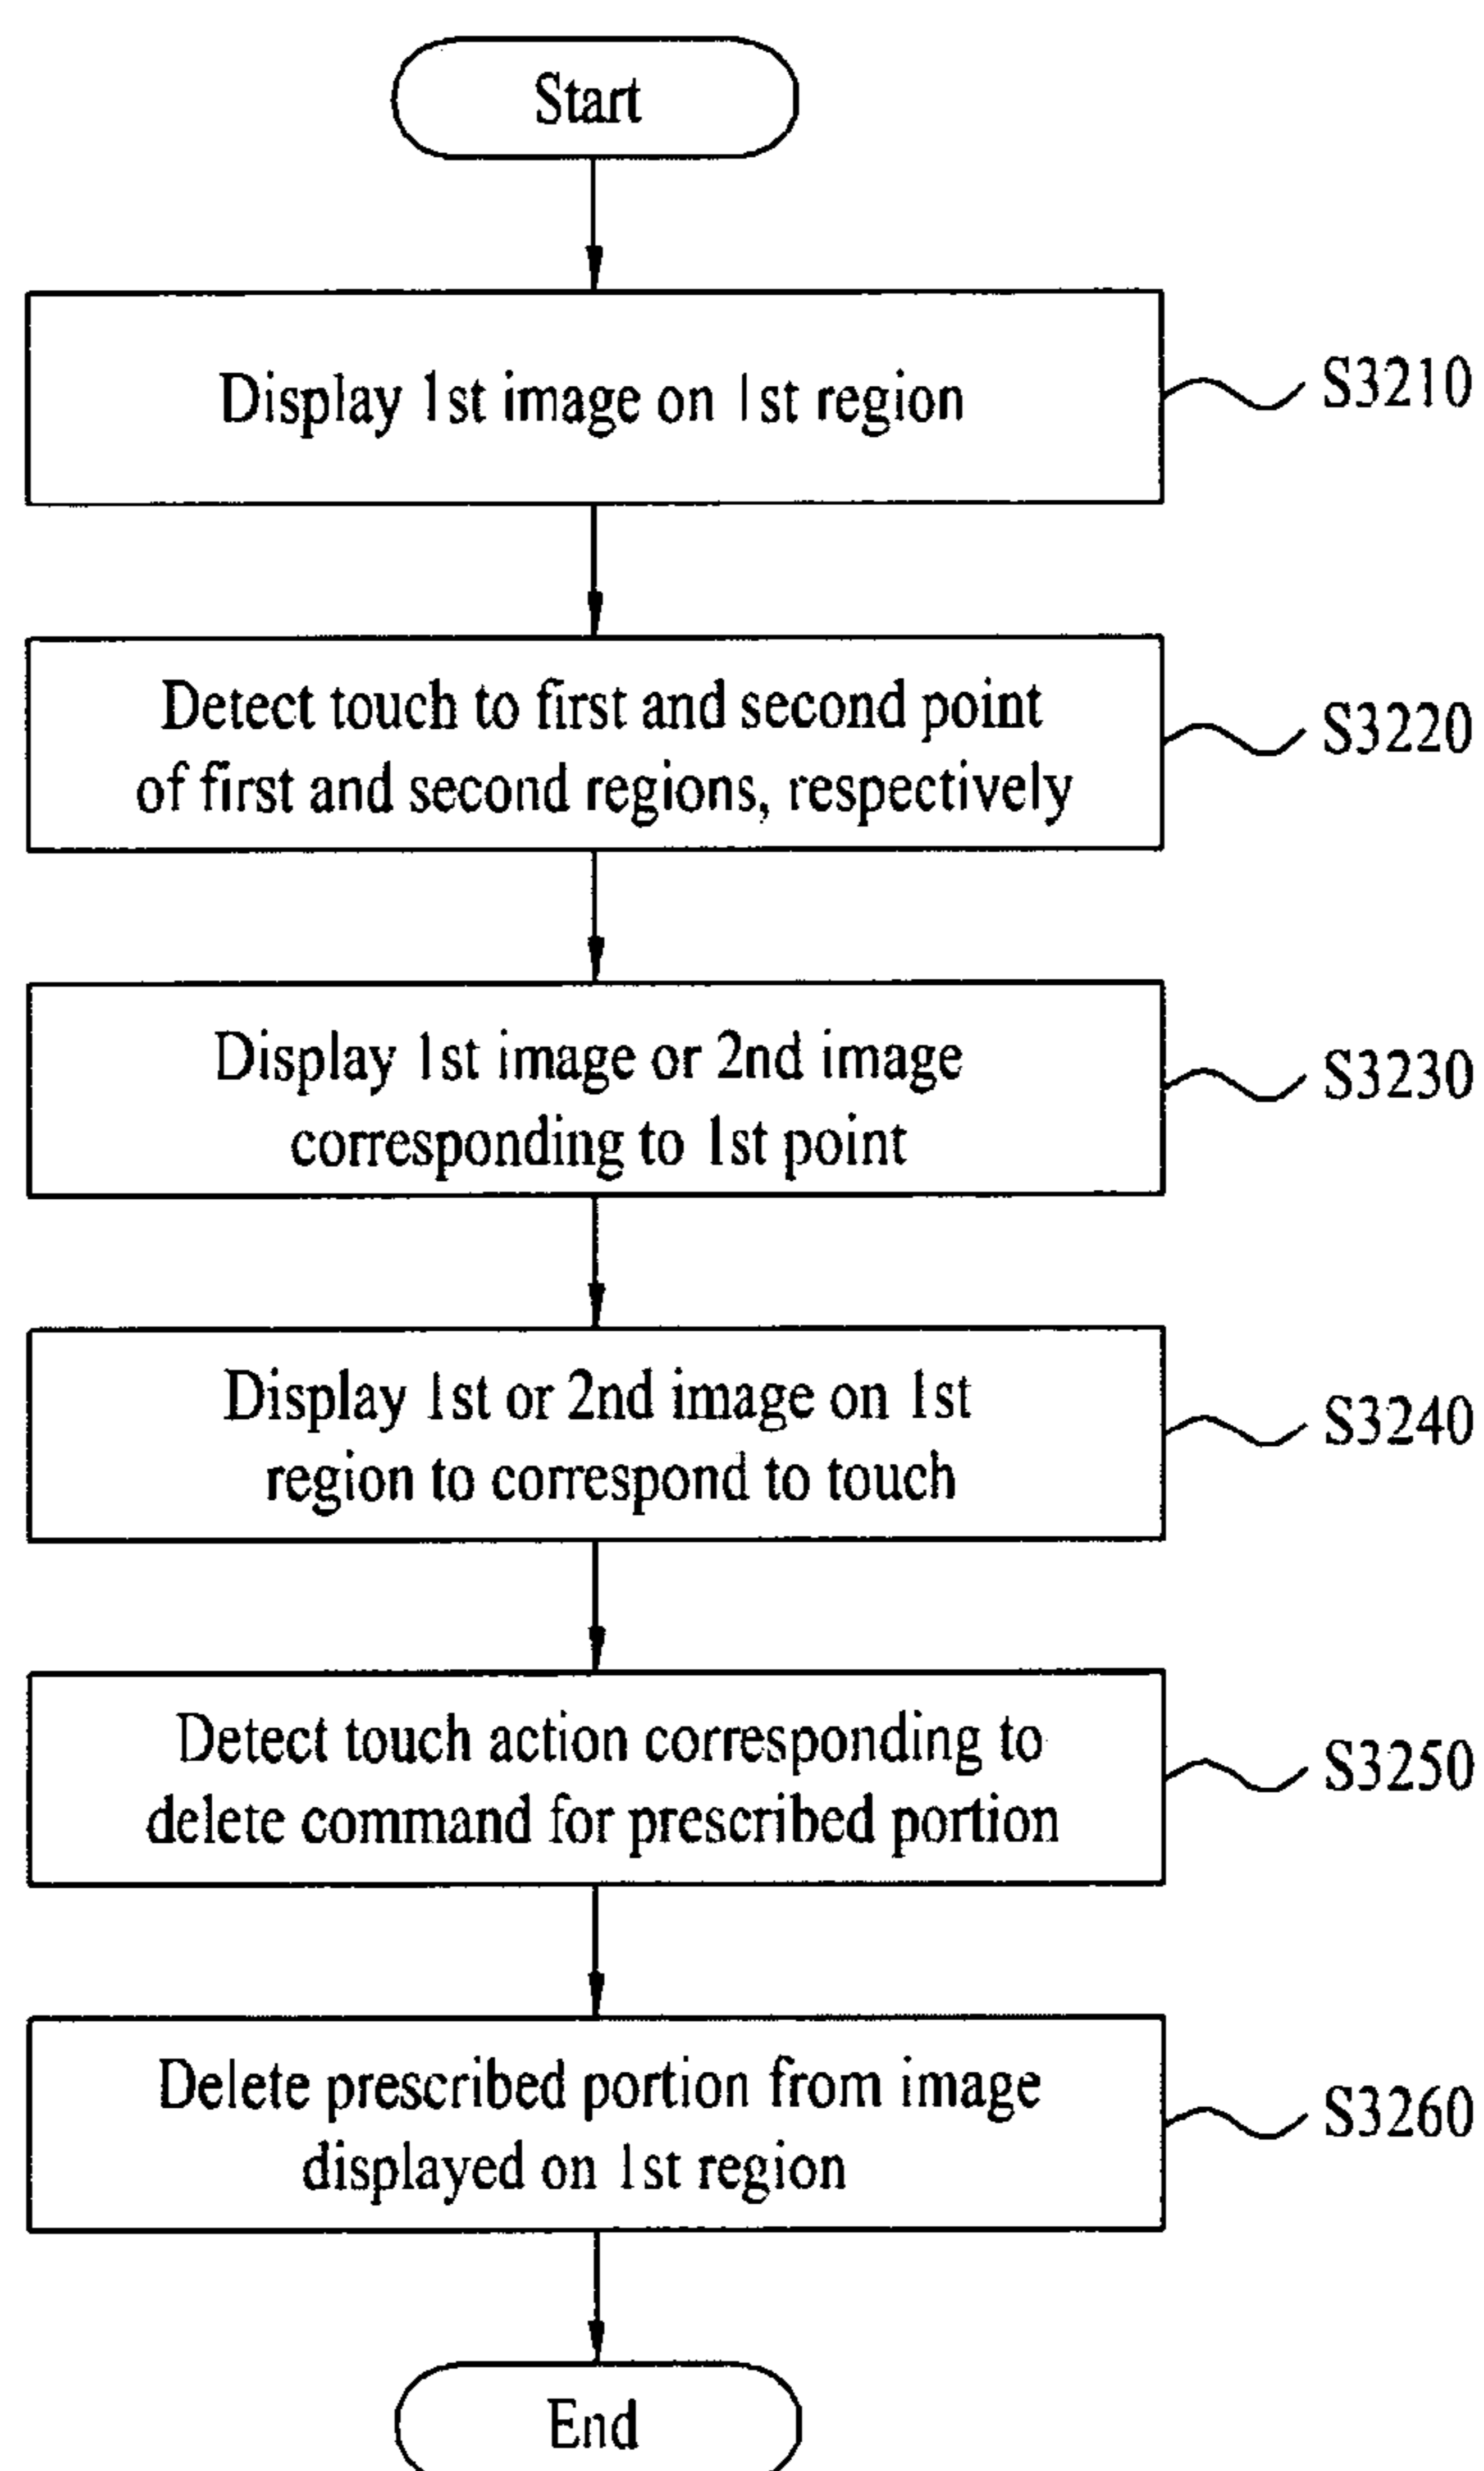 Start
Display 1st image on 1st region
S3210
Detect touch to first and second point
of first and second regions, respectively
S3220
Display 1st image or 2nd image
corresponding to 1st point
S3230
Display 1st or 2nd image on 1st
region to correspond to touch
S3240
Detect touch action corresponding to
delete command for prescribed portion
S3250
Delete prescribed portion from image
displayed on 1st region
S3260
End